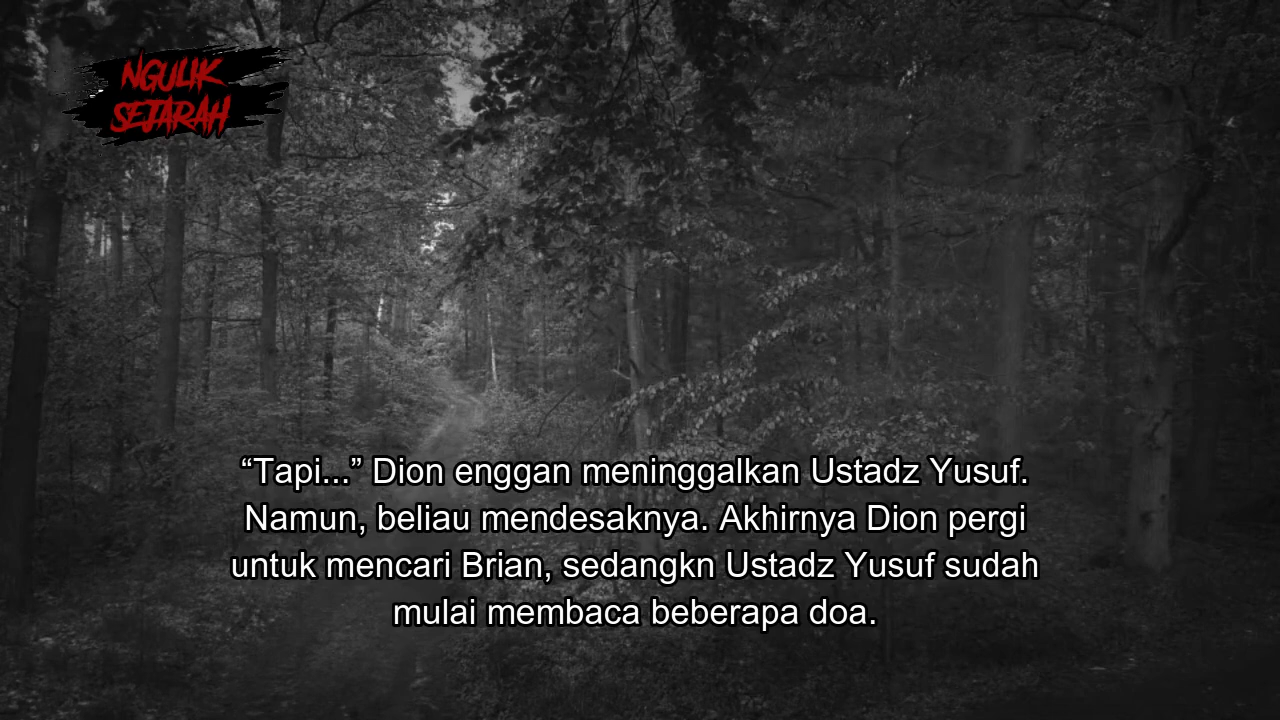 NGULIK
SEJARAH
“Tapi...” Dion enggan meninggalkan Ustadz Yusuf.
Namun, beliau mendesaknya. Akhirnya Dion pergi
untuk mencari Brian, sedangkn Ustadz Yusuf sudah
mulai membaca beberapa doa.